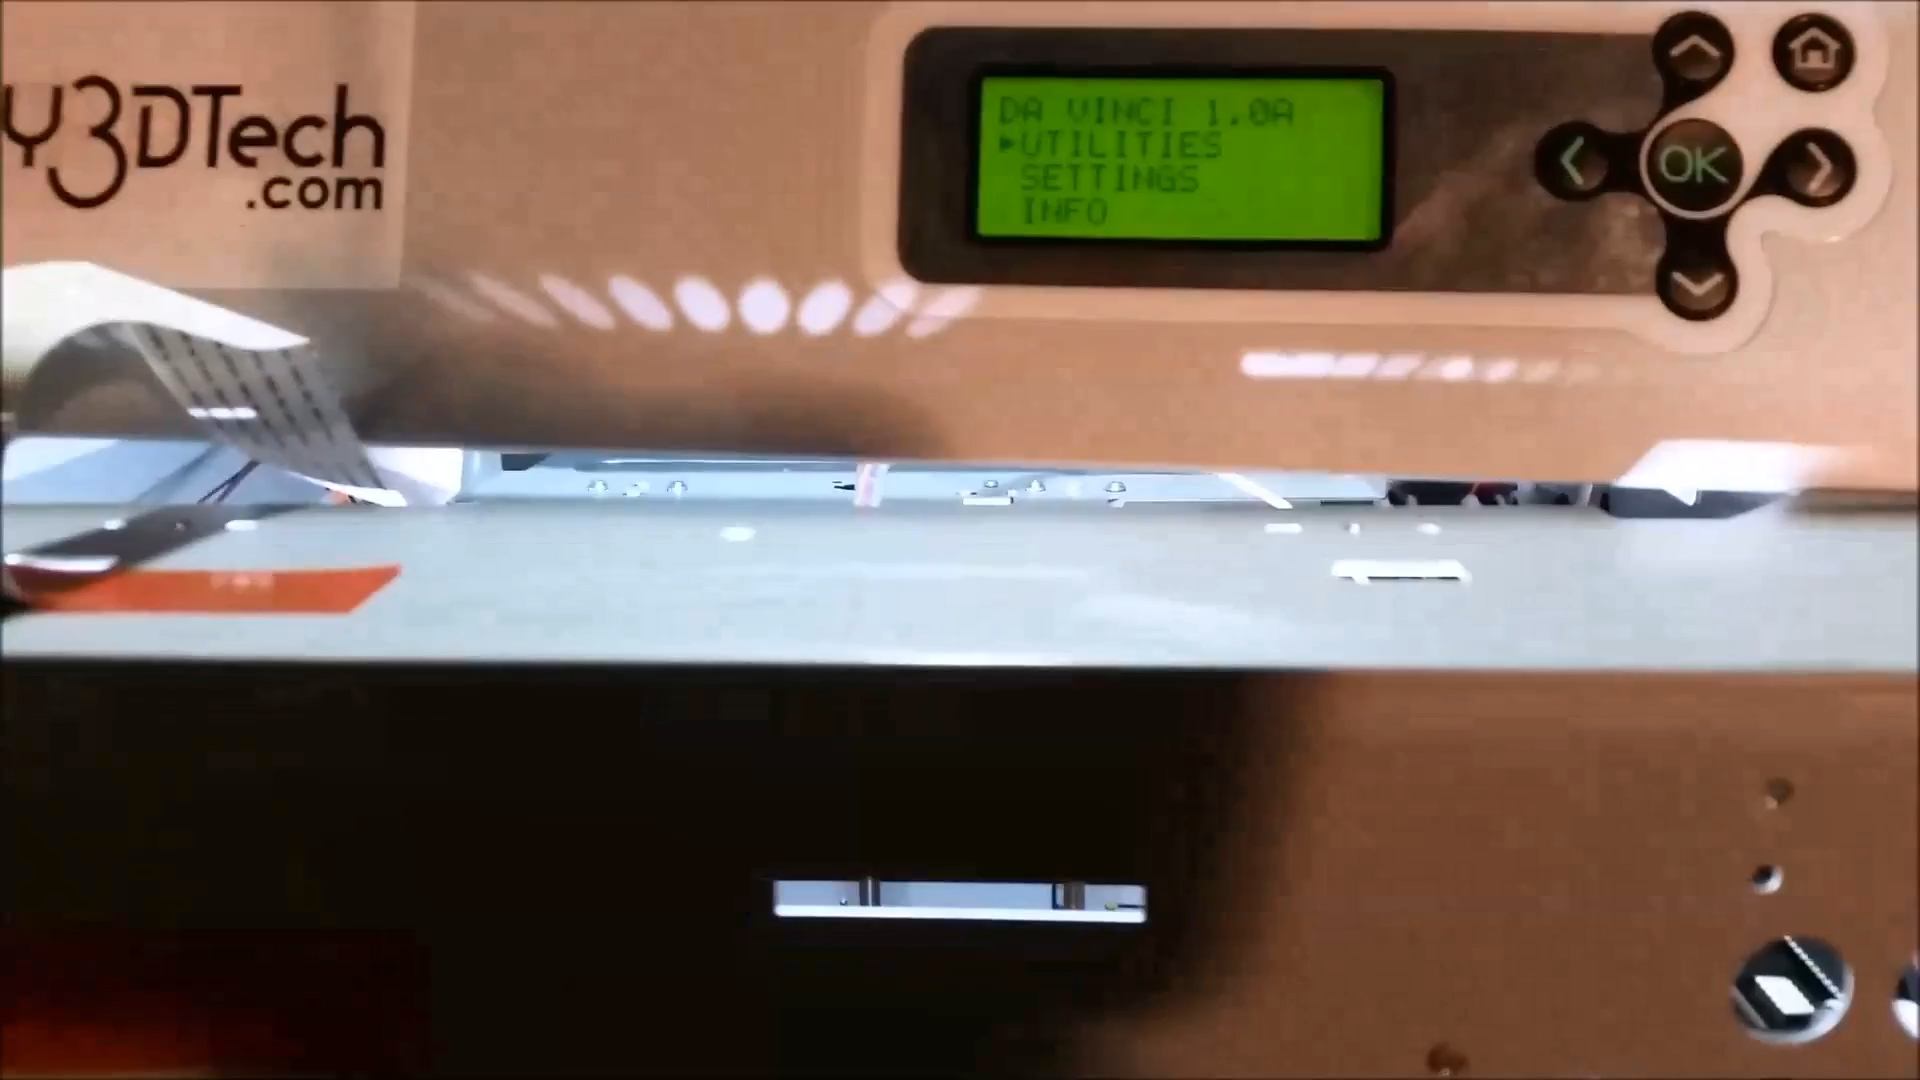 Y3DTech
.com
DA VINCI 1.0A
UTILITIES
SETTINGS
INFO
OK